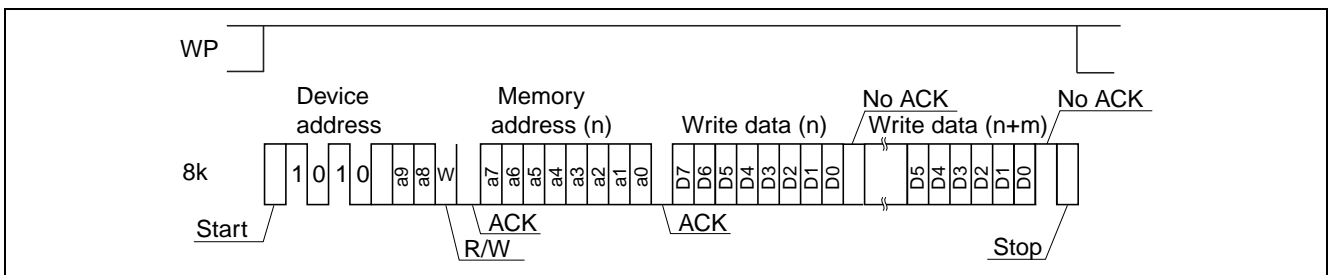 WP
Device address
Memory address (n)
Write data (n)
No ACK
Write data (n+m)
No ACK
8k
1 0 1 0 a9 a8 W a7 a6 a5 a4 a3 a2 a1 a0 D7 D6 D5 D4 D3 D2 D1 D0 D5 D4 D3 D2 D1 D0
Start
R/W
ACK
ACK
Stop